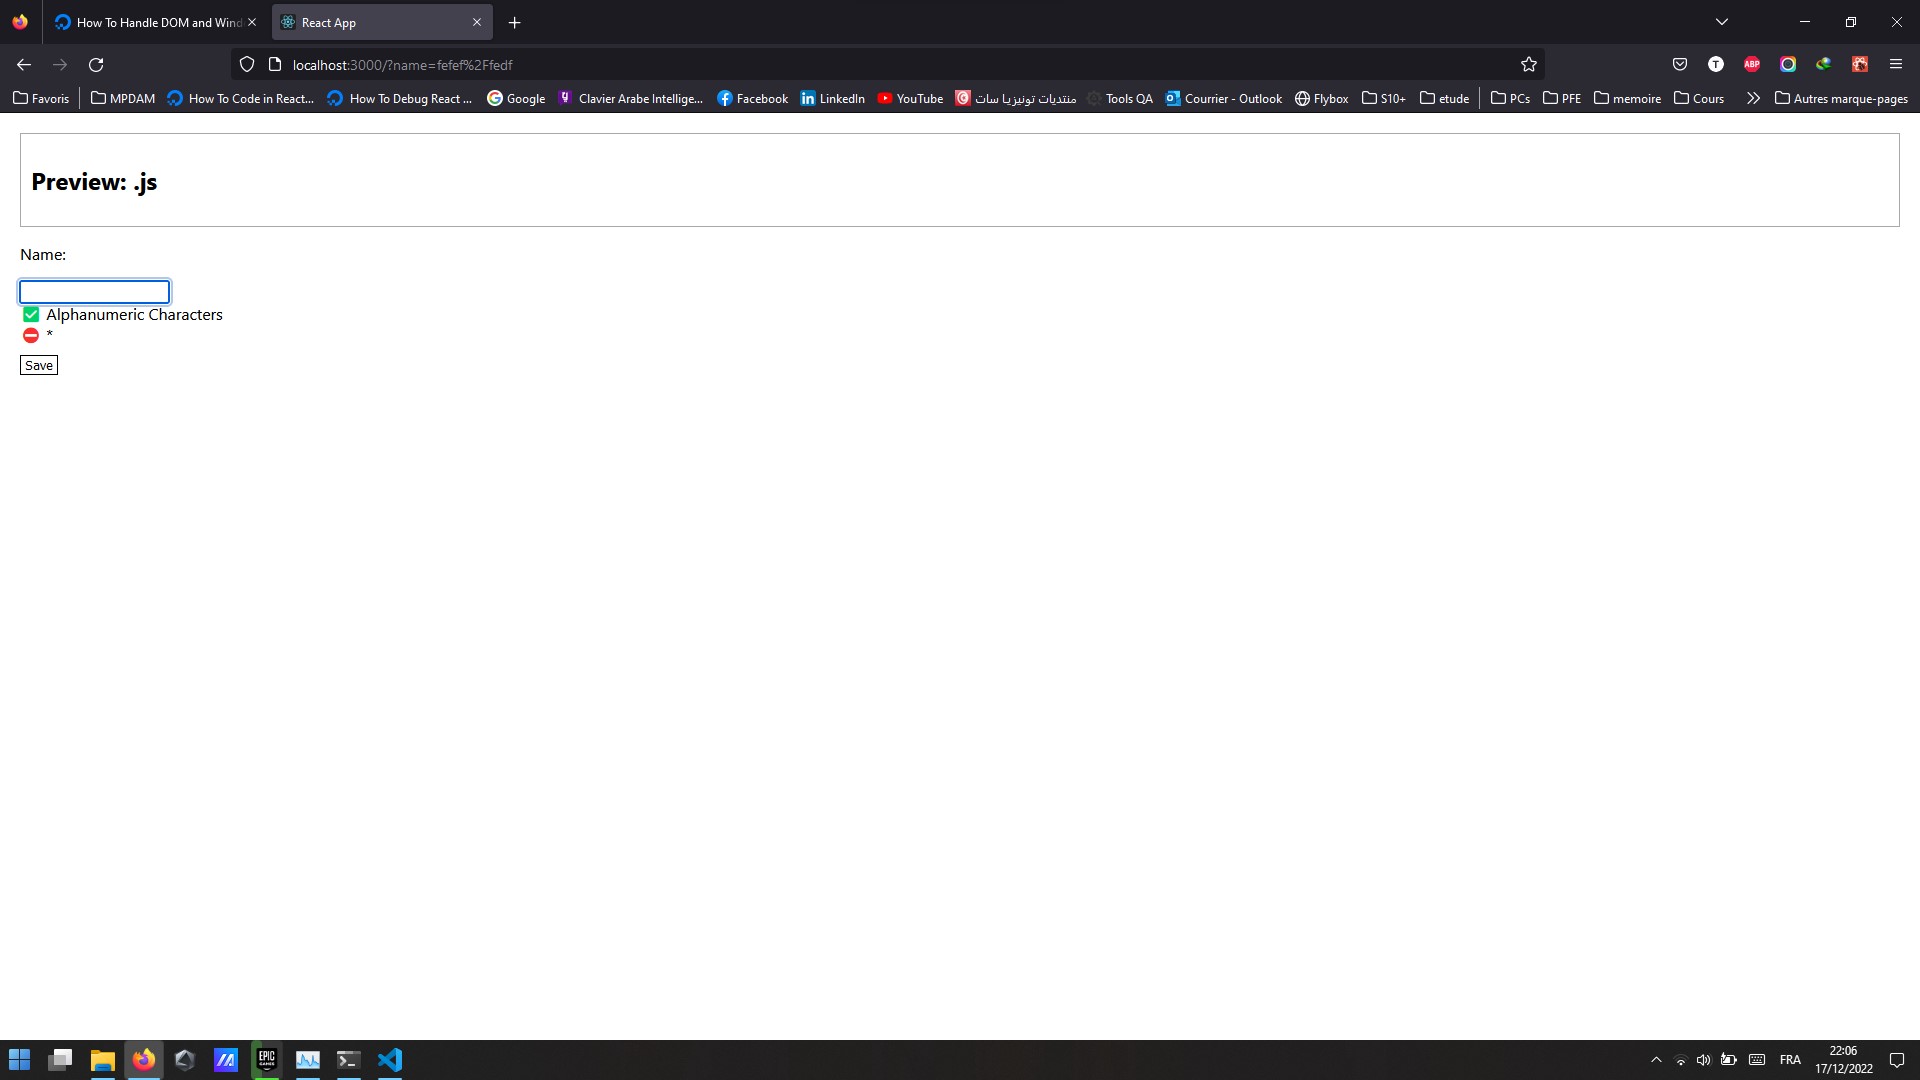 How To Handle DOM and Wind
React App
localhost:3000/?name=fefef%2Ffedf
T
ABP
Favoris
MPDAM
How To Code in React...
How To Debug React ...
Google
Clavier Arabe Intellige...
Facebook
LinkedIn
YouTube
منتديات تونيزيا سات
Tools QA
Courrier - Outlook
Flybox
S10+
etude
PCs
PFE
memoire
Cours
Autres marque-pages
Preview: .js
Name:
✅ Alphanumeric Characters
⛔ *
Save
EPIC GAMES
FRA
22:06
17/12/2022